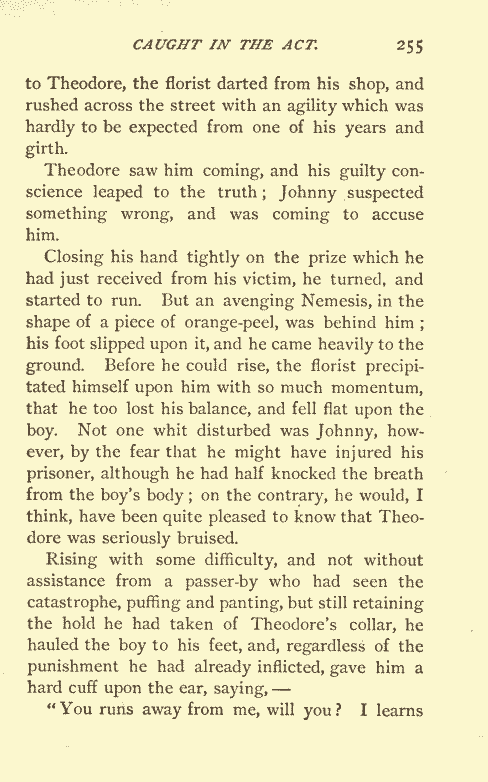 CAUGHT IN THE ACT. 255
to Theodore, the florist darted from his shop, and
rushed across the street with an agility which was
hardly to be expected from one of his years and
girth.
Theodore saw him coming, and his guilty con-
science leaped to the truth; Johnny suspected
something wrong, and was coming to accuse
him.
Closing his hand tightly on the prize which he
had just received from his victim, he turned, and
started to run. But an avenging Nemesis, in the
shape of a piece of orange-peel, was behind him;
his foot slipped upon it, and he came heavily to the
ground. Before he could rise, the florist precipi-
tated himself upon him with so much momentum,
that he too lost his balance, and fell flat upon the
boy. Not one whit disturbed was Johnny, how-
ever, by the fear that he might have injured his
prisoner, although he had half knocked the breath
from the boy's body; on the contrary, he would, I
think, have been quite pleased to know that Theo-
dore was seriously bruised.
Rising with some difficulty, and not without
assistance from a passer-by who had seen the
catastrophe, puffing and panting, but still retaining
the hold he had taken of Theodore's collar, he
hauled the boy to his feet, and, regardless of the
punishment he had already inflicted, gave him a
hard cuff upon the ear, saying,—
"You runs away from me, will you? I learns